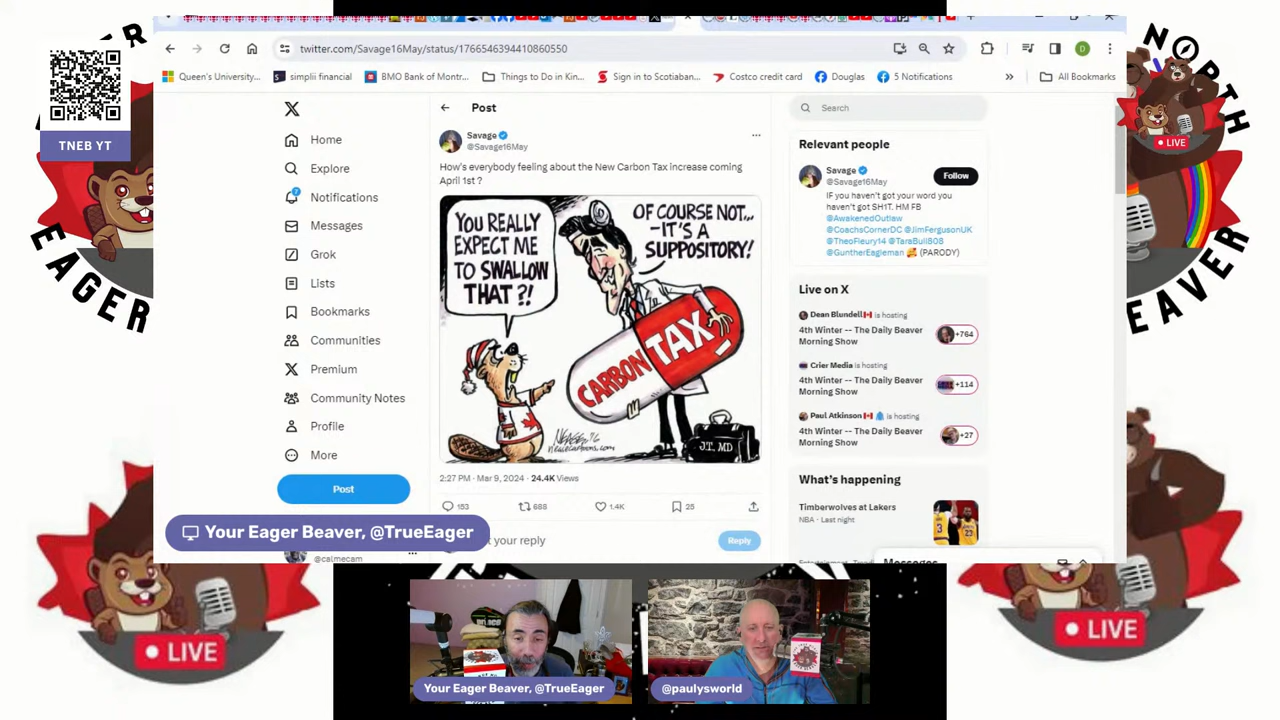 TNEB YT
EAGER
NORTH
BEAVER
LIVE
LIVE
LIVE
twitter.com/Savage16May/status/1766546394410860550
Queen's University...
simplii financial
BMO Bank of Montr...
Things to Do in Kin...
Sign in to Scotiaban...
Costco credit card
Douglas
5 Notifications
»
All Bookmarks
D
Home
Explore
Notifications
Messages
Grok
Lists
Bookmarks
Communities
Premium
Community Notes
Profile
More
Post
@calmecam
Post
Savage
@Savage16May
How's everybody feeling about the New Carbon Tax increase coming
April 1st ?
YOU REALLY
EXPECT ME
TO SWALLOW
THAT ?!
OF COURSE NOT...
-IT'S A
SUPPOSITORY!
CARBON TAX
J.T. MD
2:27 PM · Mar 9, 2024 · 24.4K Views
153
688
1.4K
25
your reply
Reply
Search
Relevant people
Savage
@Savage16May
Follow
IF you haven't got your word you
haven't got SH1T. HM FB
@AwakenedOutlaw
@CoachsCornerDC @JimFergusonUK
@TheoFleury14 @TaraBull808
@GuntherEagleman (PARODY)
Live on X
Dean Blundell is hosting
4th Winter -- The Daily Beaver
Morning Show
+764
Crier Media is hosting
4th Winter -- The Daily Beaver
Morning Show
+114
Paul Atkinson is hosting
4th Winter -- The Daily Beaver
Morning Show
+27
What's happening
Timberwolves at Lakers
NBA · Last night
Messages
Your Eager Beaver, @TrueEager
Your Eager Beaver, @TrueEager
@paulysworld